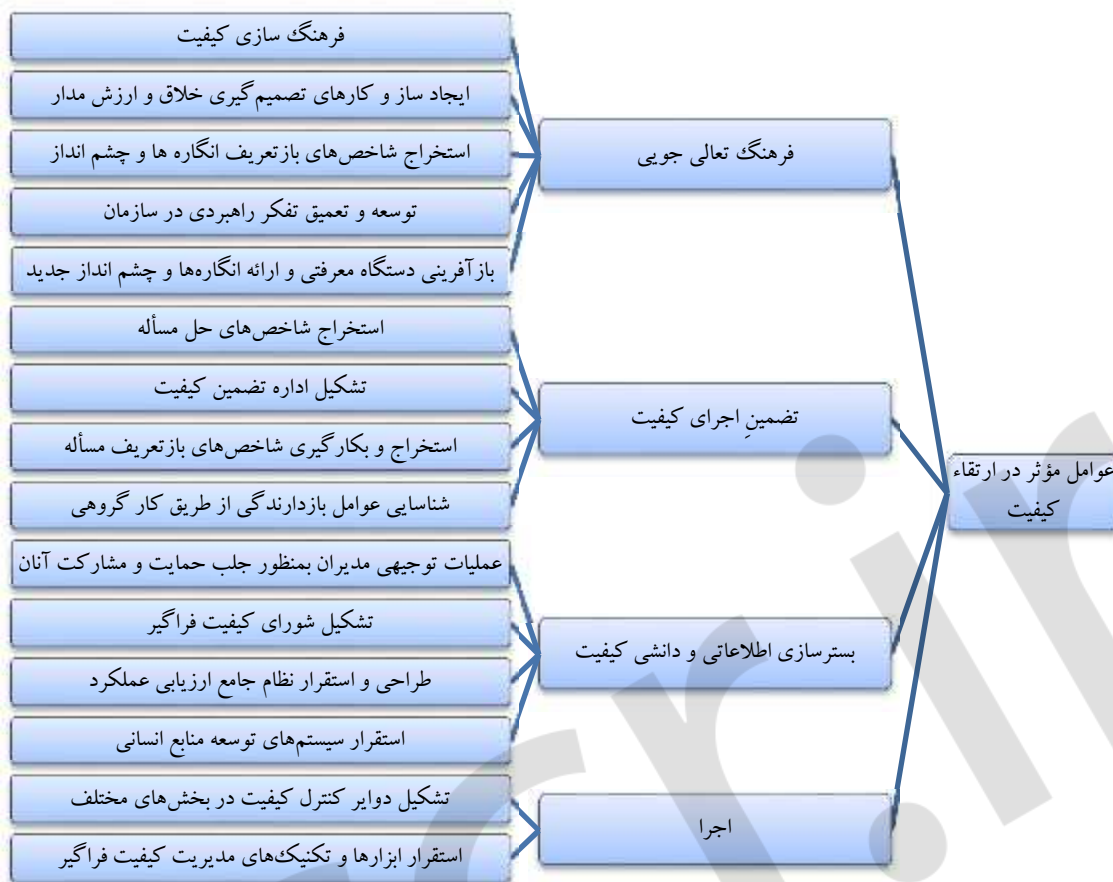 عوامل مؤثر در ارتقاء
کیفیت
فرهنگ تعالی جویی
فرهنگ سازی کیفیت
ایجاد ساز و کارهای تصمیم‌گیری خلاق و ارزش مدار
استخراج شاخص‌های بازتعریف انگاره ها و چشم انداز
توسعه و تعمیق تفکر راهبردی در سازمان
بازآفرینی دستگاه معرفتی و ارائه انگاره‌ها و چشم انداز جدید
تضمینِ اجرای کیفیت
استخراج شاخص‌های حل مسأله
تشکیل اداره تضمین کیفیت
استخراج و بکارگیری شاخص‌های بازتعریف مسأله
شناسایی عوامل بازدارندگی از طریق کار گروهی
بسترسازی اطلاعاتی و دانشی کیفیت
عملیات توجیهی مدیران بمنظور جلب حمایت و مشارکت آنان
تشکیل شورای کیفیت فراگیر
طراحی و استقرار نظام جامع ارزیابی عملکرد
استقرار سیستم‌های توسعه منابع انسانی
اجرا
تشکیل دوایر کنترل کیفیت در بخش‌های مختلف
استقرار ابزارها و تکنیک‌های مدیریت کیفیت فراگیر